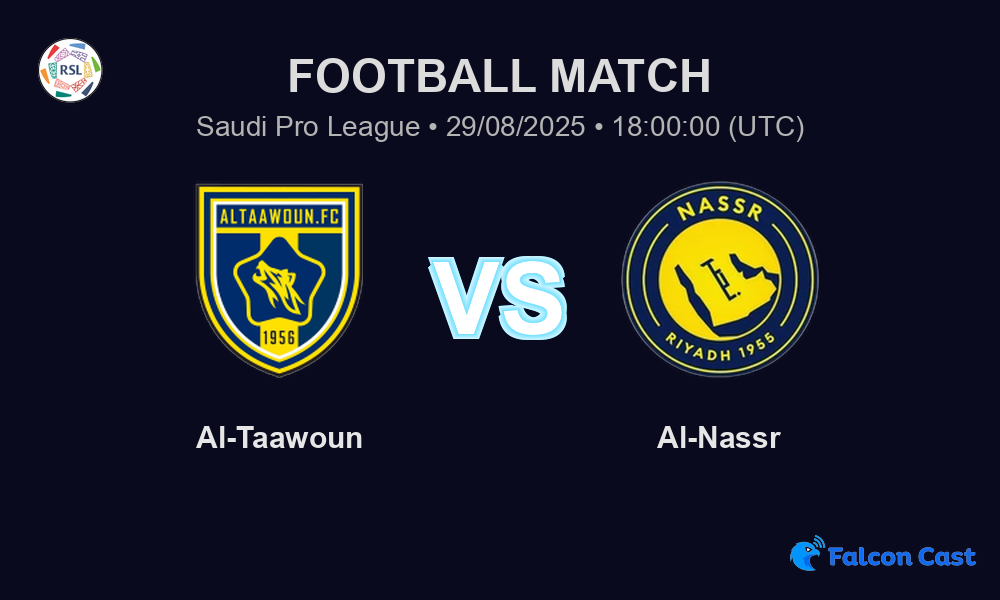 RSL
FOOTBALL MATCH
Saudi Pro League • 29/08/2025 • 18:00:00 (UTC)
ALTAAWOUN.FC
1956
VS
NASSR
RIYADH 1955
Al-Taawoun
Al-Nassr
Falcon Cast